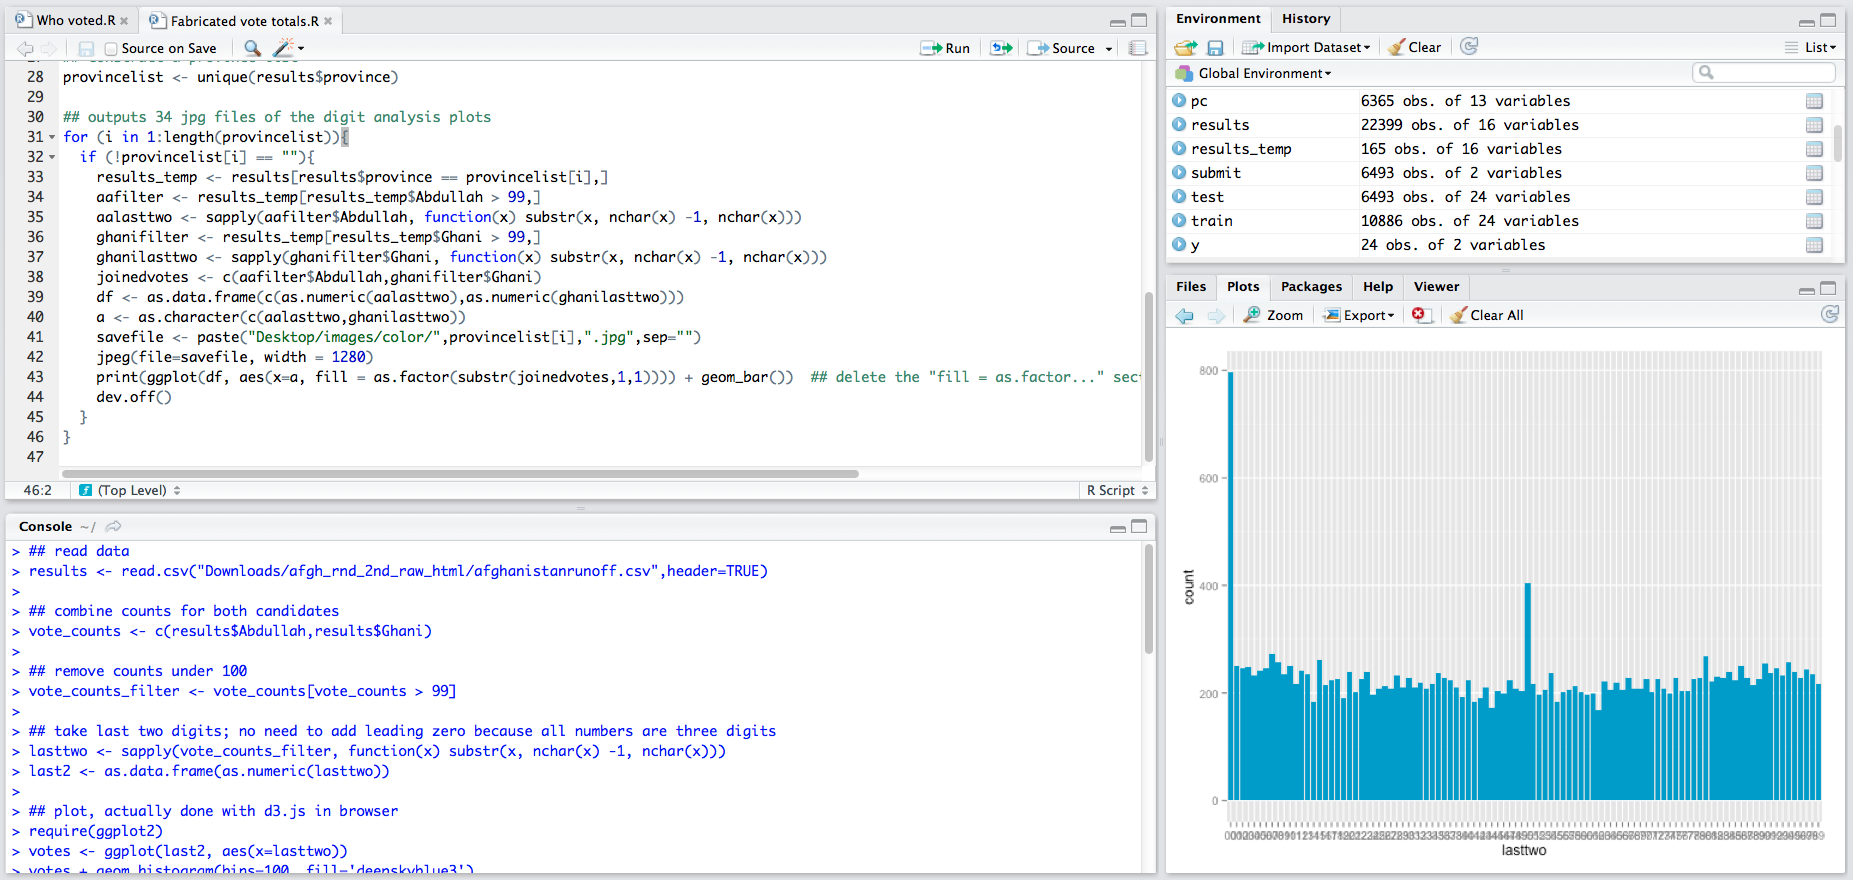 Who voted.R
Fabricated vote totals.R
Source on Save
Run
Source
28 provincelist <- unique(results$province)
29
30 ## outputs 34 jpg files of the digit analysis plots
31 for (i in 1:length(provincelist)){
32 if (!provincelist[i] == ""){
33 results_temp <- results[results$province == provincelist[i],]
34 aafilter <- results_temp[results_temp$Abdullah > 99,]
35 aalasttwo <- sapply(aafilter$Abdullah, function(x) substr(x, nchar(x) -1, nchar(x)))
36 ghanifilter <- results_temp[results_temp$Ghani > 99,]
37 ghanilasttwo <- sapply(ghanifilter$Ghani, function(x) substr(x, nchar(x) -1, nchar(x)))
38 joinedvotes <- c(aafilter$Abdullah,ghanifilter$Ghani)
39 df <- as.data.frame(c(as.numeric(aalasttwo),as.numeric(ghanilasttwo)))
40 a <- as.character(c(aalasttwo,ghanilasttwo))
41 savefile <- paste("Desktop/images/color/",provincelist[i],".jpg",sep="")
42 jpeg(file=savefile, width = 1280)
43 print(ggplot(df, aes(x=a, fill = as.factor(substr(joinedvotes,1,1)))) + geom_bar()) ## delete the "fill = as.factor..." sec
44 dev.off()
45 }
46 }
47
46:2
(Top Level)
R Script
Console ~/
> ## read data
> results <- read.csv("Downloads/afgh_rnd_2nd_raw_html/afghanistanrunoff.csv",header=TRUE)
>
> ## combine counts for both candidates
> vote_counts <- c(results$Abdullah,results$Ghani)
>
> ## remove counts under 100
> vote_counts_filter <- vote_counts[vote_counts > 99]
>
> ## take last two digits; no need to add leading zero because all numbers are three digits
> lasttwo <- sapply(vote_counts_filter, function(x) substr(x, nchar(x) -1, nchar(x)))
> last2 <- as.data.frame(as.numeric(lasttwo))
>
> ## plot, actually done with d3.js in browser
> require(ggplot2)
> votes <- ggplot(last2, aes(x=lasttwo))
> votes + geom_histogram(bins=100, fill='deepskyblue3')
Environment
History
Import Dataset
Clear
List
Global Environment
pc 6365 obs. of 13 variables
results 22399 obs. of 16 variables
results_temp 165 obs. of 16 variables
submit 6493 obs. of 2 variables
test 6493 obs. of 24 variables
train 10886 obs. of 24 variables
y 24 obs. of 2 variables
Files
Plots
Packages
Help
Viewer
Zoom
Export
Clear All
800
600
400
200
0
count
lasttwo